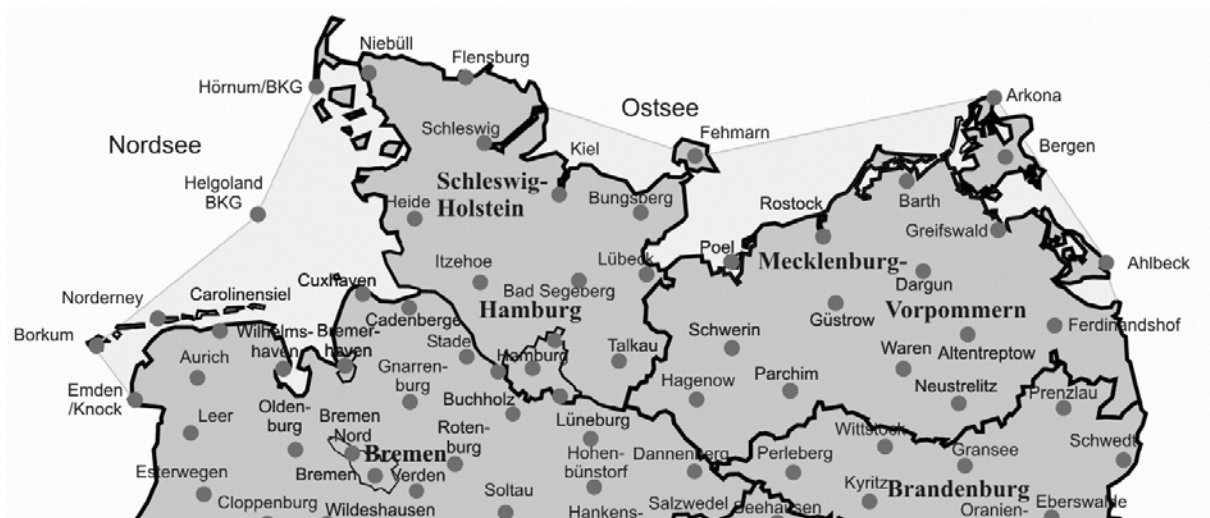 Niebüll
Flensburg
Hörnum/BKG
Ostsee
Arkona
Schleswig
Fehmarn
Nordsee
Kiel
Bergen
Helgoland
BKG
Schleswig-
Holstein
Heide
Bungsberg
Rostock
Barth
Greifswald
Poel
Itzehoe
Lübeck
Mecklenburg-
Vorpommern
Ahlbeck
Cuxhaven
Bad Segeberg
Dargun
Norderney
Carolinensiel
Cadenberge
Hamburg
Güstrow
Ferdinandshof
Borkum
Wilhelms-
haven
Bremer-
haven
Stade
Schwerin
Aurich
Hamburg
Talkau
Waren
Altentreptow
Gnarren-
burg
Emden
/Knock
Hagenow
Parchim
Neustrelitz
Prenzlau
Buchholz
Olden-
burg
Leer
Bremen
Nord
Roten-
burg
Lüneburg
Wittstock
Schwedt
Bremen
Hohen-
bünstorf
Dannenberg
Perleberg
Gransee
Esterwegen
Bremen
Verden
Kyritz
Brandenburg
Cloppenburg
Wildeshausen
Soltau
Hankens-
Salzwedel
Seehausen
Oranien-
Eberswalde